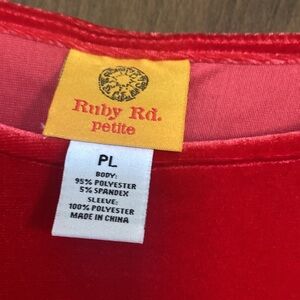 Ruby Rd.
petite
PL
BODY:
95% POLYESTER
5% SPANDEX
SLEEVE:
100% POLYESTER
MADE IN CHINA